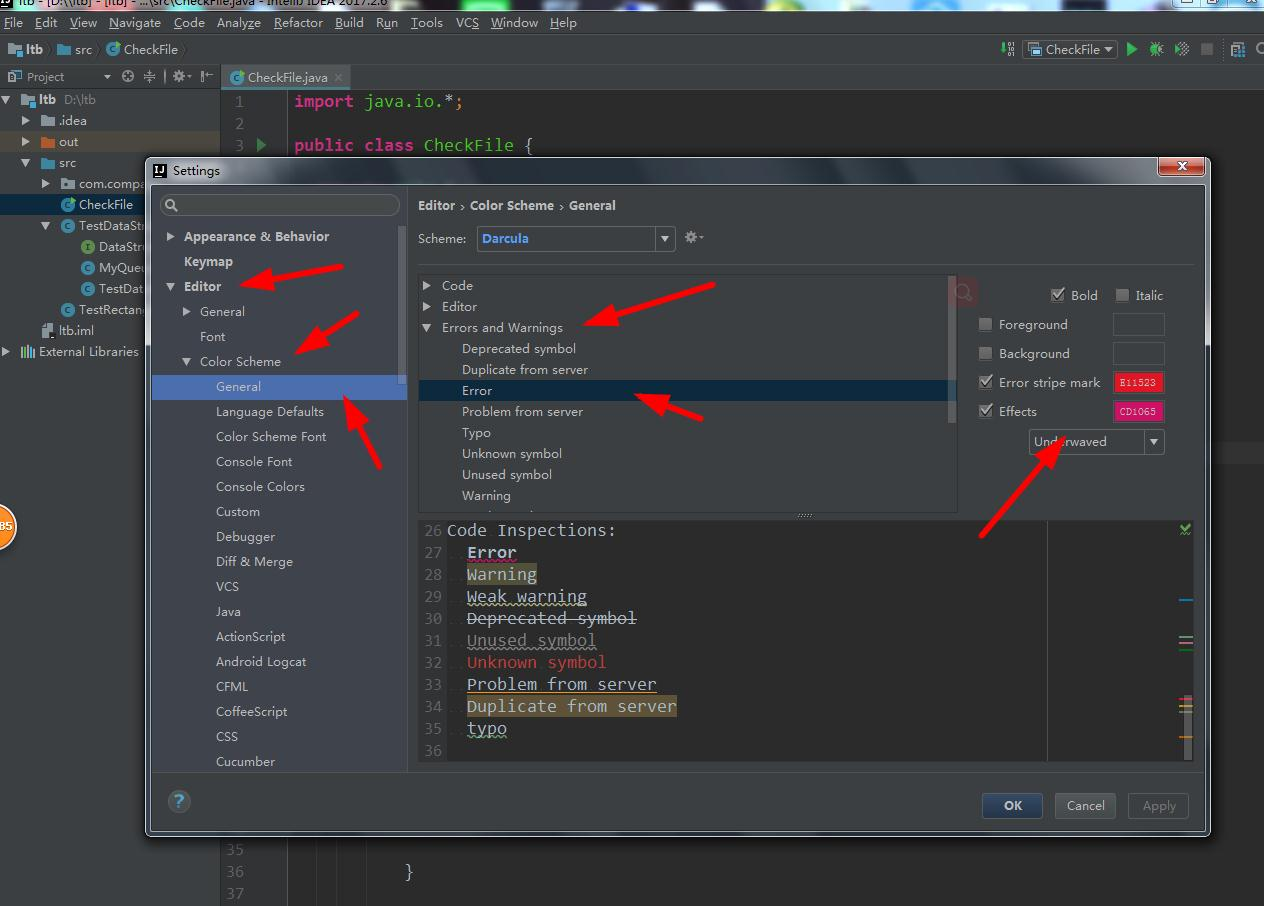 ltb - [D:\ltb] - [ltb] - ...\src\CheckFile.java - IntelliJ IDEA 2017.2.6
File Edit View Navigate Code Analyze Refactor Build Run Tools VCS Window Help
ltb src CheckFile
CheckFile
Project
CheckFile.java
ltb D:\ltb
.idea
out
src
com.compa
CheckFile
TestDataStr
DataStru
MyQueu
TestDat
TestRectan
ltb.iml
External Libraries
1 import java.io.*;
2
3 public class CheckFile {
Settings
Appearance & Behavior
Keymap
Editor
General
Font
Color Scheme
General
Language Defaults
Color Scheme Font
Console Font
Console Colors
Custom
Debugger
Diff & Merge
VCS
Java
ActionScript
Android Logcat
CFML
CoffeeScript
CSS
Cucumber
Editor › Color Scheme › General
Scheme: Darcula
Code
Editor
Errors and Warnings
Deprecated symbol
Duplicate from server
Error
Problem from server
Typo
Unknown symbol
Unused symbol
Warning
Bold Italic
Foreground
Background
Error stripe mark E11523
Effects CD1065
Underwaved
26 Code Inspections:
27 Error
28 Warning
29 Weak warning
30 Deprecated symbol
31 Unused symbol
32 Unknown symbol
33 Problem from server
34 Duplicate from server
35 typo
36
?
OK Cancel Apply
85
35
36 }
37